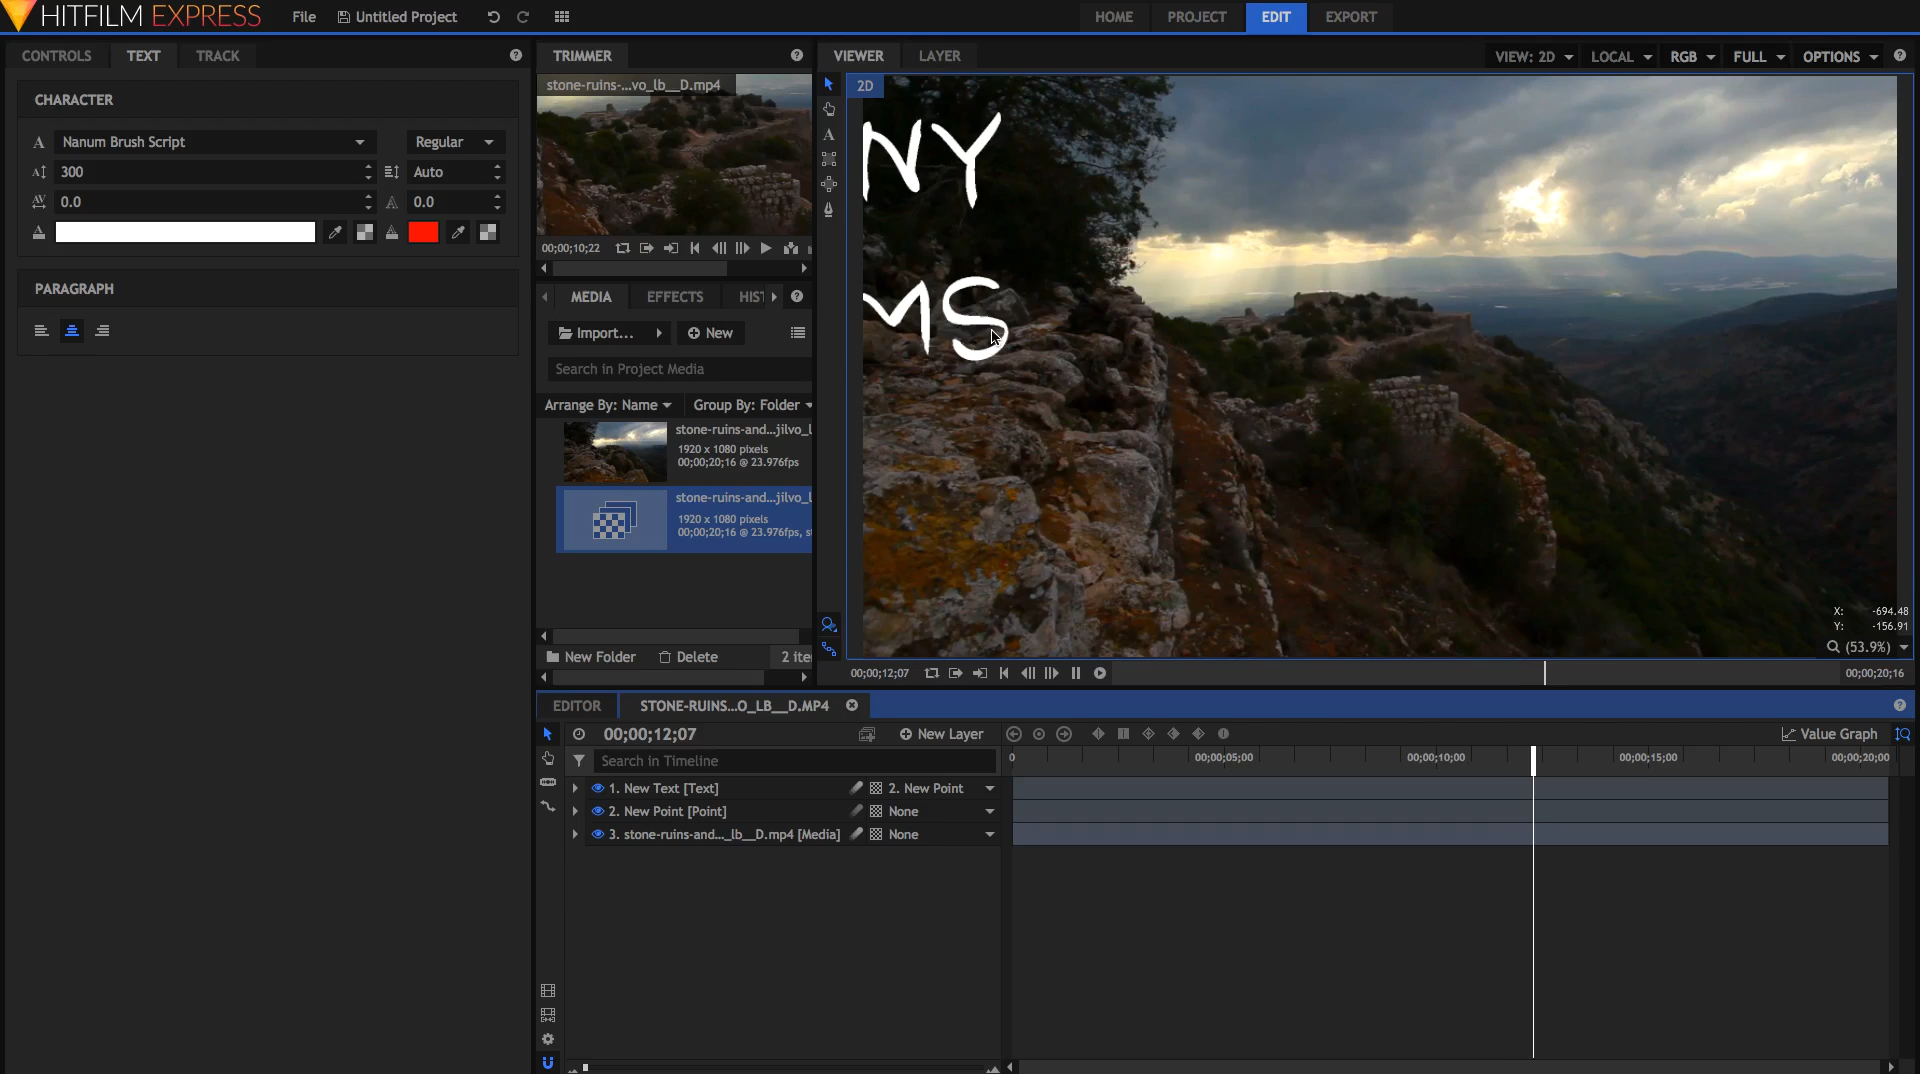 HITFILM EXPRESS
File
Untitled Project
HOME
PROJECT
EDIT
EXPORT
CONTROLS
TEXT
TRACK
TRIMMER
VIEWER
LAYER
VIEW: 2D
LOCAL
RGB
FULL
OPTIONS
CHARACTER
Nanum Brush Script
Regular
300
Auto
0.0
0.0
PARAGRAPH
stone-ruins-...vo_lb__D.mp4
00;00;10;22
MEDIA
EFFECTS
HIST
Import...
New
Search in Project Media
Arrange By: Name
Group By: Folder
stone-ruins-and...jilvo_l
1920 x 1080 pixels
00;00;20;16 @ 23.976fps
stone-ruins-and...jilvo_l
1920 x 1080 pixels
00;00;20;16 @ 23.976fps, s
New Folder
Delete
2 ite
2D
NY
MS
X: -694.48
Y: -156.91
(53.9%)
00;00;12;07
00;00;20;16
EDITOR
STONE-RUINS...O_LB__D.MP4
00;00;12;07
New Layer
Value Graph
Search in Timeline
0
00;00;05;00
00;00;10;00
00;00;15;00
00;00;20;00
1. New Text [Text]
2. New Point
2. New Point [Point]
None
3. stone-ruins-and..._lb__D.mp4 [Media]
None